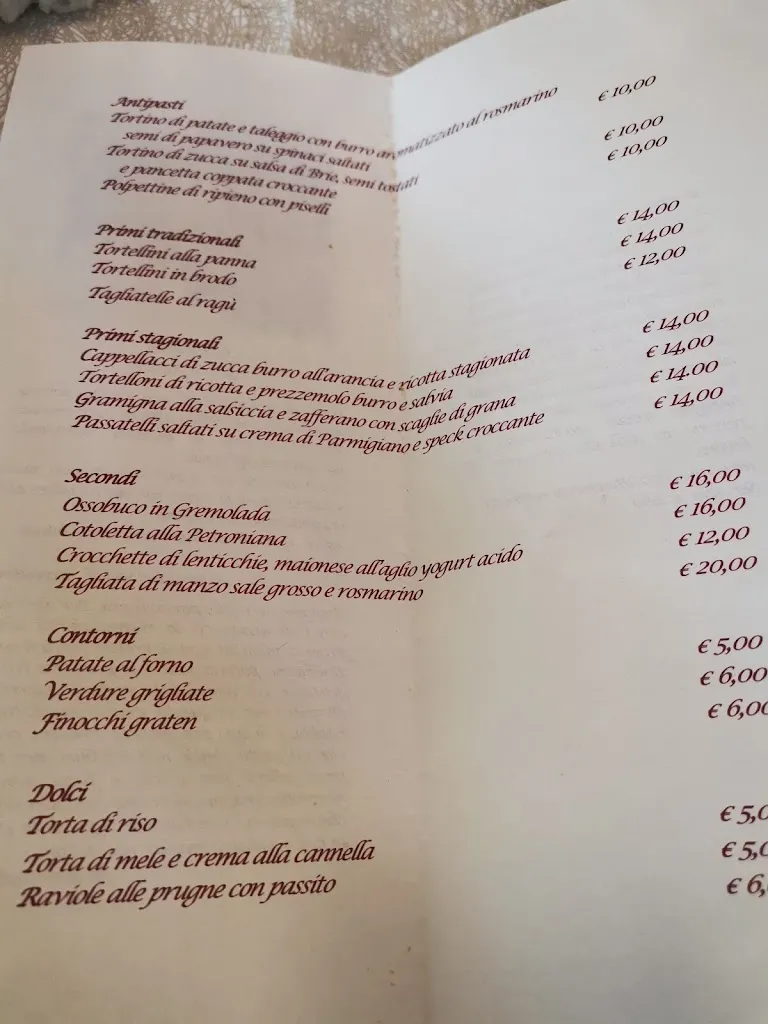 Antipasti
Tortino di patate e taleggio con burro aromatizzato al rosmarino € 10,00
semi di papavero su spinaci saltati
Tortino di zucca su salsa di Brie, semi tostati € 10,00
e pancetta coppata croccante
Polpettine di ripieno con piselli € 10,00
Primi tradizionali
Tortellini alla panna € 14,00
Tortellini in brodo € 14,00
Tagliatelle al ragù € 12,00
Primi stagionali
Cappellacci di zucca burro all'arancia e ricotta stagionata € 14,00
Tortelloni di ricotta e prezzemolo burro e salvia € 14,00
Gramigna alla salsiccia e zafferano con scaglie di grana € 14.00
Passatelli saltati su crema di Parmigiano e speck croccante € 14,00
Secondi
Ossobuco in Gremolada € 16,00
Cotoletta alla Petroniana € 16,00
Crocchette di lenticchie, maionese all'aglio yogurt acido € 12,00
Tagliata di manzo sale grosso e rosmarino € 20,00
Contorni
Patate al forno € 5,00
Verdure grigliate € 6,00
Finocchi graten € 6,0
Dolci
Torta di riso € 5,0
Torta di mele e crema alla cannella € 5,0
Raviole alle prugne con passito € 6,